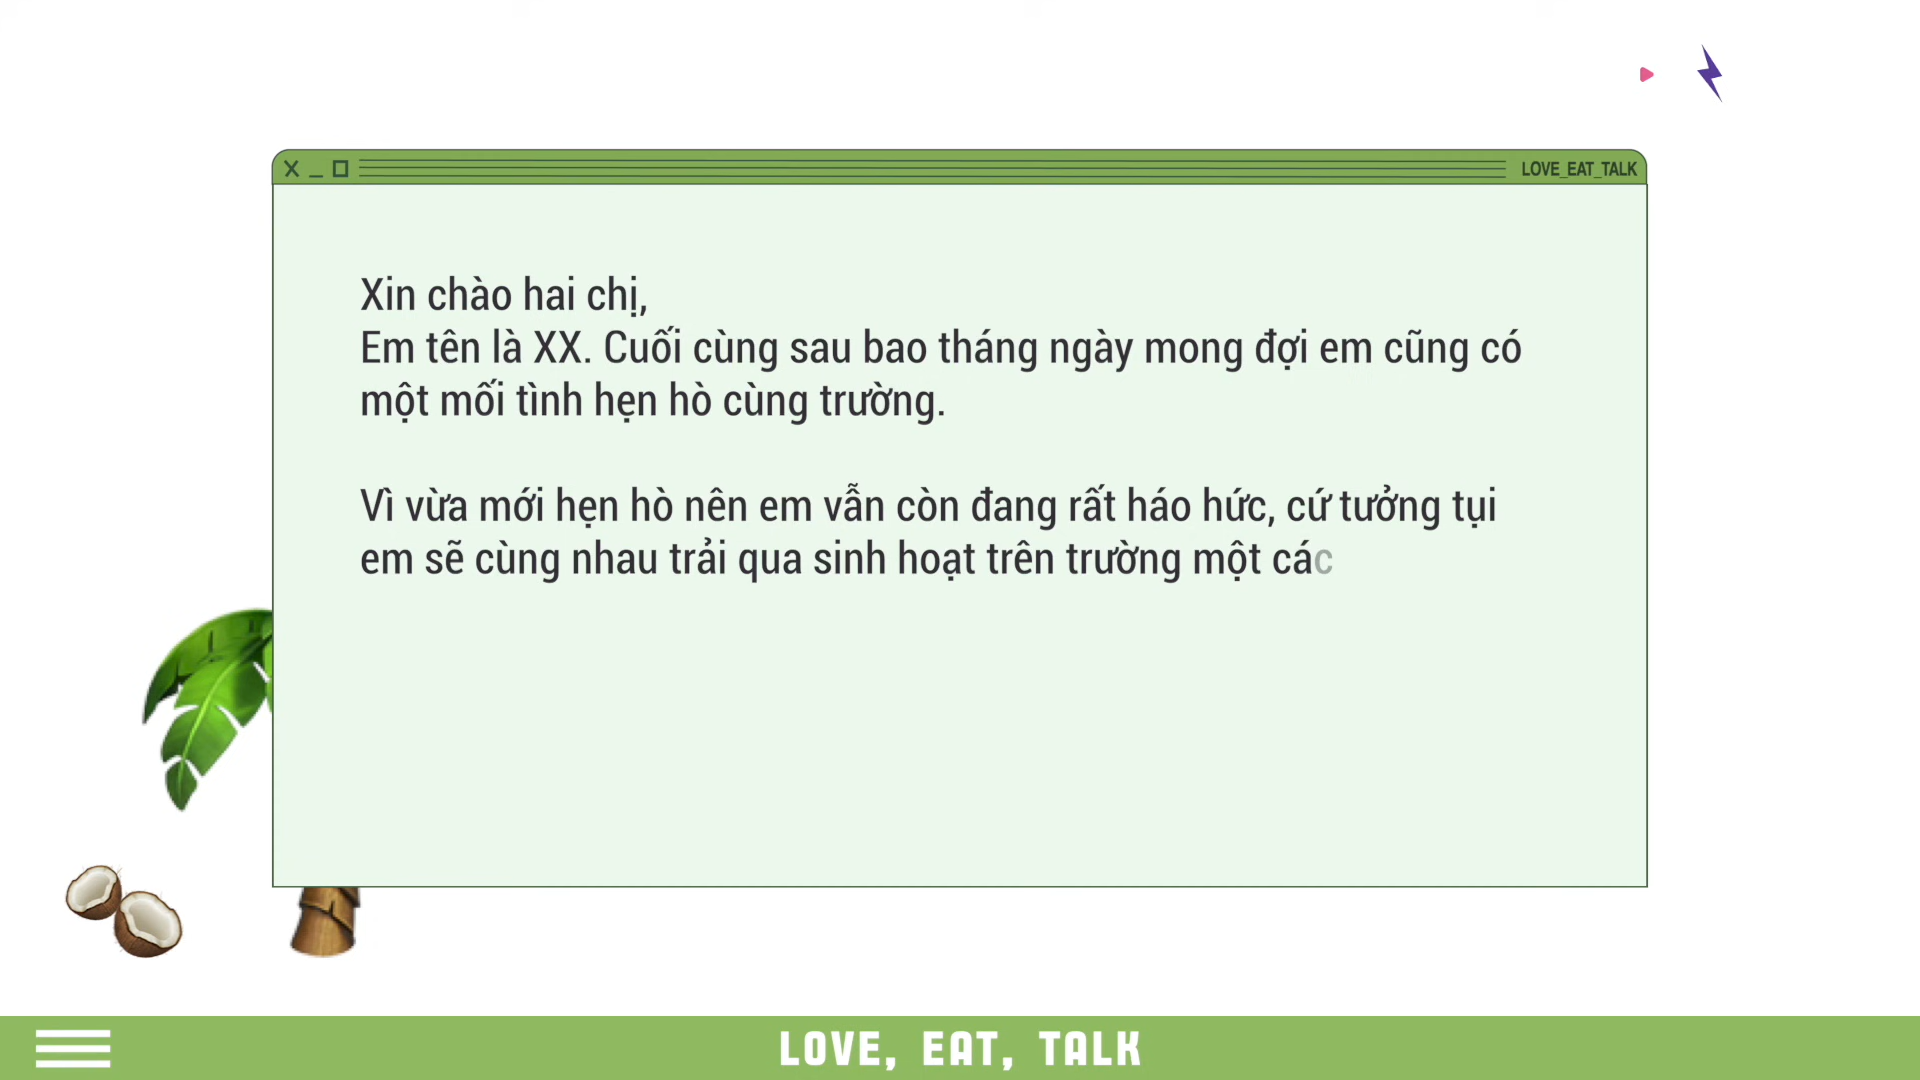 X _ □ LOVE_EAT_TALK
Xin chào hai chị,
Em tên là XX. Cuối cùng sau bao tháng ngày mong đợi em cũng có
một mối tình hẹn hò cùng trường.
Vì vừa mới hẹn hò nên em vẫn còn đang rất háo hức, cứ tưởng tụi
em sẽ cùng nhau trải qua sinh hoạt trên trường một các
LOVE, EAT, TALK